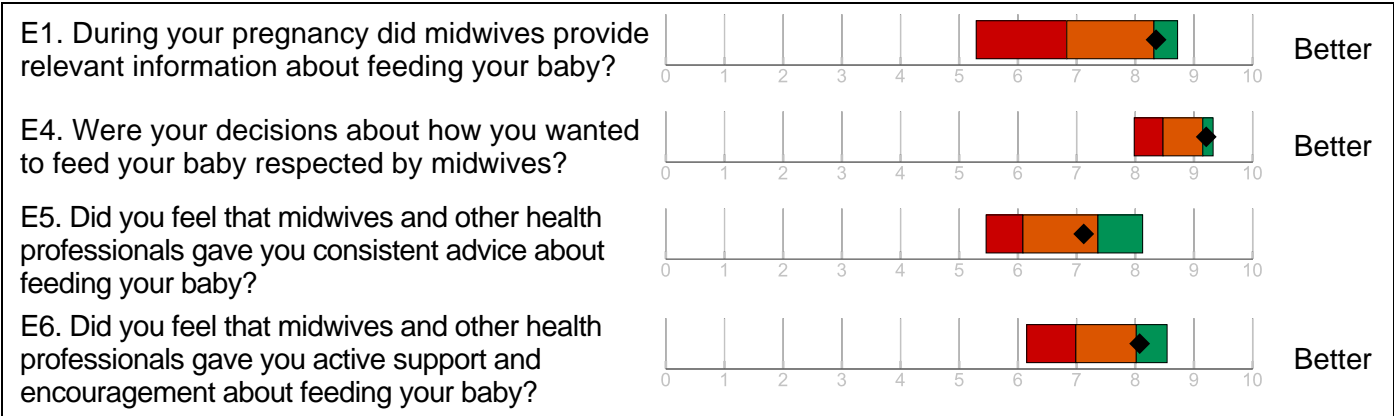 E1. During your pregnancy did midwives provide
relevant information about feeding your baby?
0 1 2 3 4 5 6 7 8 9 10
Better
E4. Were your decisions about how you wanted
to feed your baby respected by midwives?
0 1 2 3 4 5 6 7 8 9 10
Better
E5. Did you feel that midwives and other health
professionals gave you consistent advice about
feeding your baby?
0 1 2 3 4 5 6 7 8 9 10
E6. Did you feel that midwives and other health
professionals gave you active support and
encouragement about feeding your baby?
0 1 2 3 4 5 6 7 8 9 10
Better